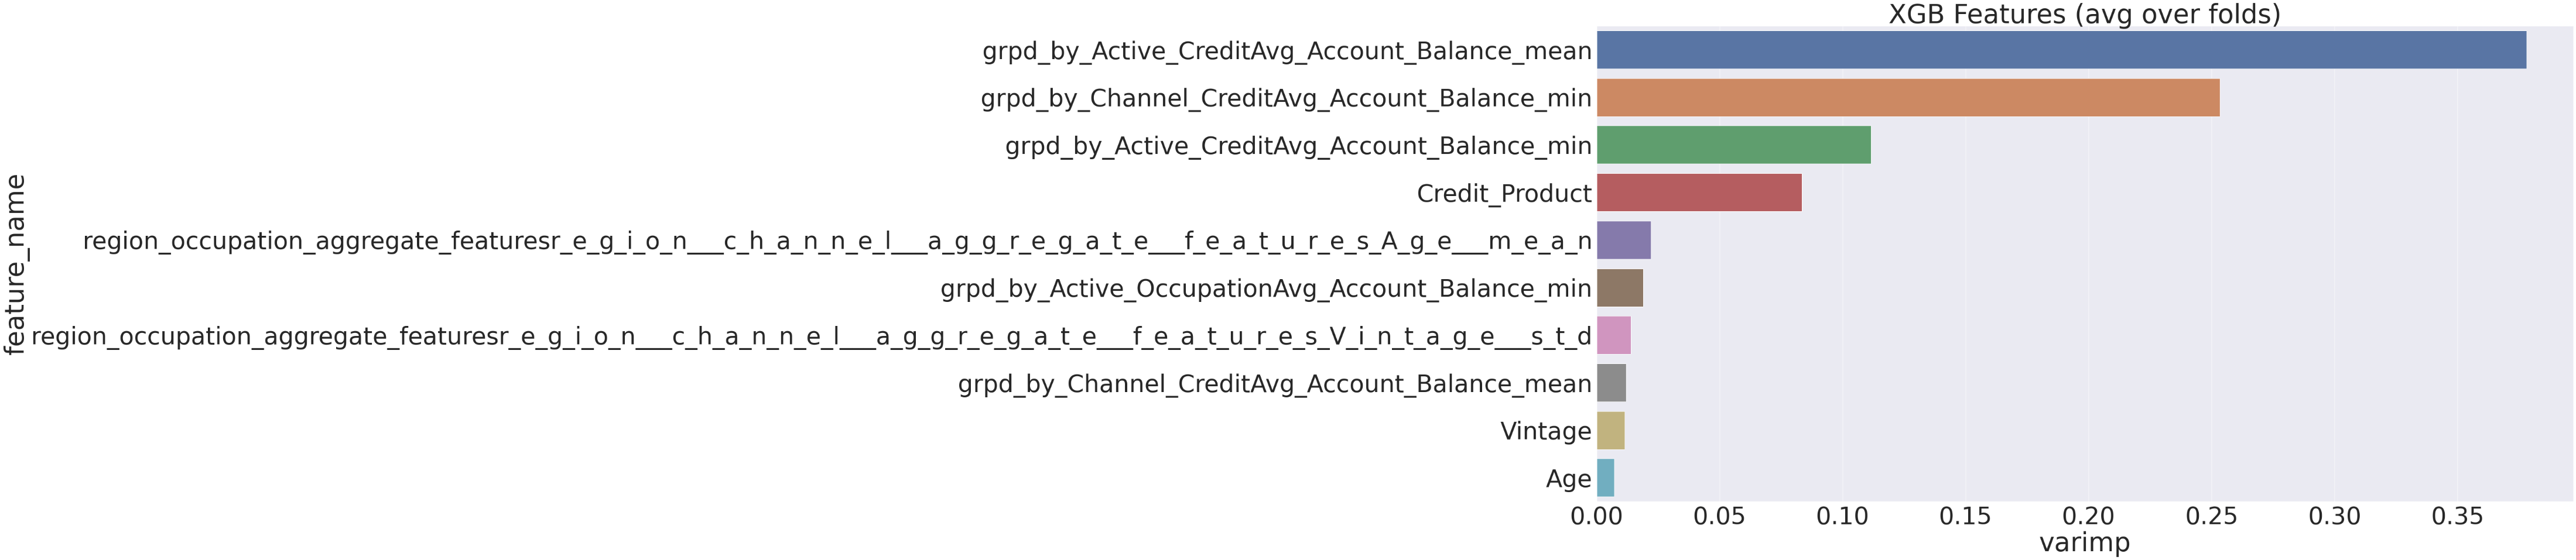 XGB Features (avg over folds)
feature_name
grpd_by_Active_CreditAvg_Account_Balance_mean
grpd_by_Channel_CreditAvg_Account_Balance_min
grpd_by_Active_CreditAvg_Account_Balance_min
Credit_Product
region_occupation_aggregate_featuresr_e_g_i_o_n___c_h_a_n_n_e_l___a_g_g_r_e_g_a_t_e___f_e_a_t_u_r_e_s_A_g_e___m_e_a_n
grpd_by_Active_OccupationAvg_Account_Balance_min
region_occupation_aggregate_featuresr_e_g_i_o_n___c_h_a_n_n_e_l___a_g_g_r_e_g_a_t_e___f_e_a_t_u_r_e_s_V_i_n_t_a_g_e___s_t_d
grpd_by_Channel_CreditAvg_Account_Balance_mean
Vintage
Age
0.00 0.05 0.10 0.15 0.20 0.25 0.30 0.35
varimp